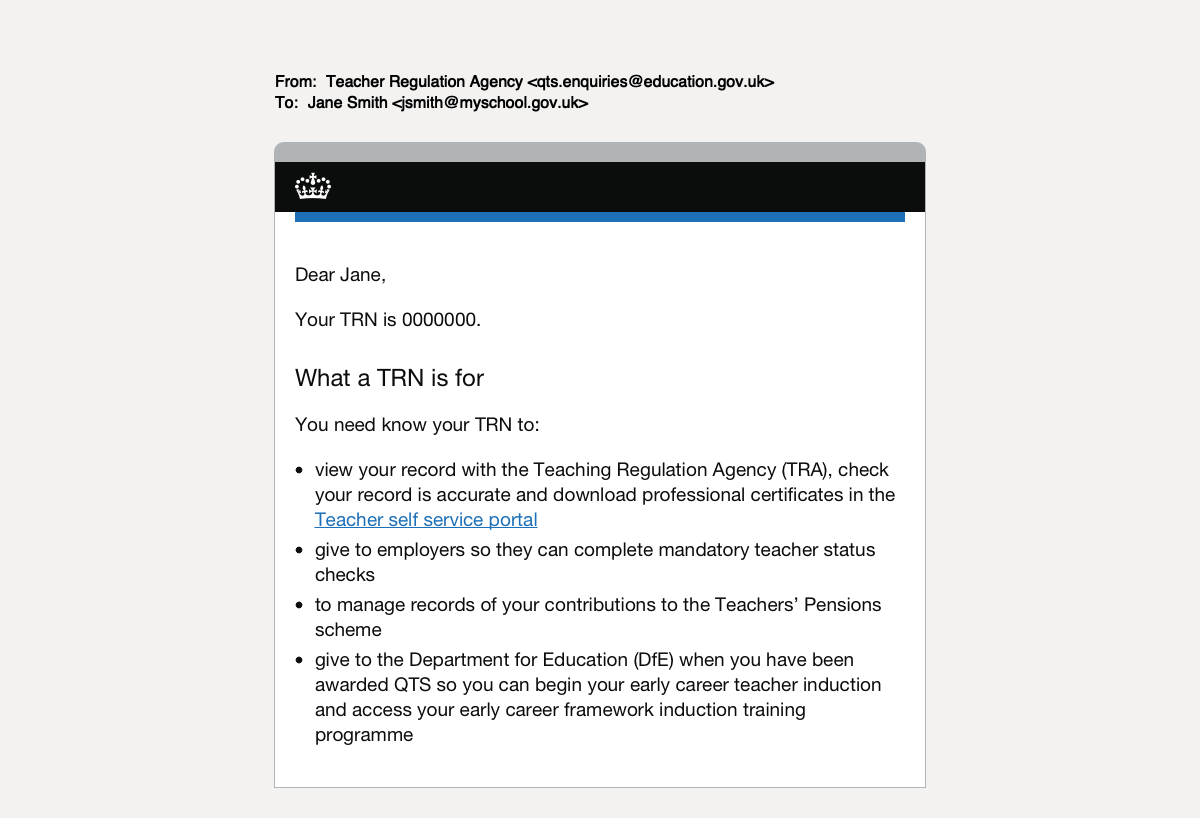 From: Teacher Regulation Agency <qts.enquiries@education.gov.uk>
To: Jane Smith <jsmith@myschool.gov.uk>
Dear Jane,
Your TRN is 0000000.
What a TRN is for
You need know your TRN to:
• view your record with the Teaching Regulation Agency (TRA), check
your record is accurate and download professional certificates in the
Teacher self service portal
• give to employers so they can complete mandatory teacher status
checks
• to manage records of your contributions to the Teachers’ Pensions
scheme
• give to the Department for Education (DfE) when you have been
awarded QTS so you can begin your early career teacher induction
and access your early career framework induction training
programme